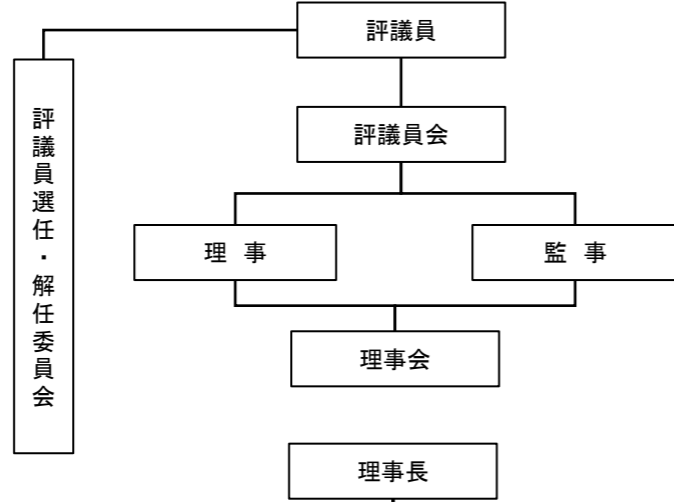 評議員
評議員選任・解任委員会
評議員会
理 事
監 事
理事会
理事長